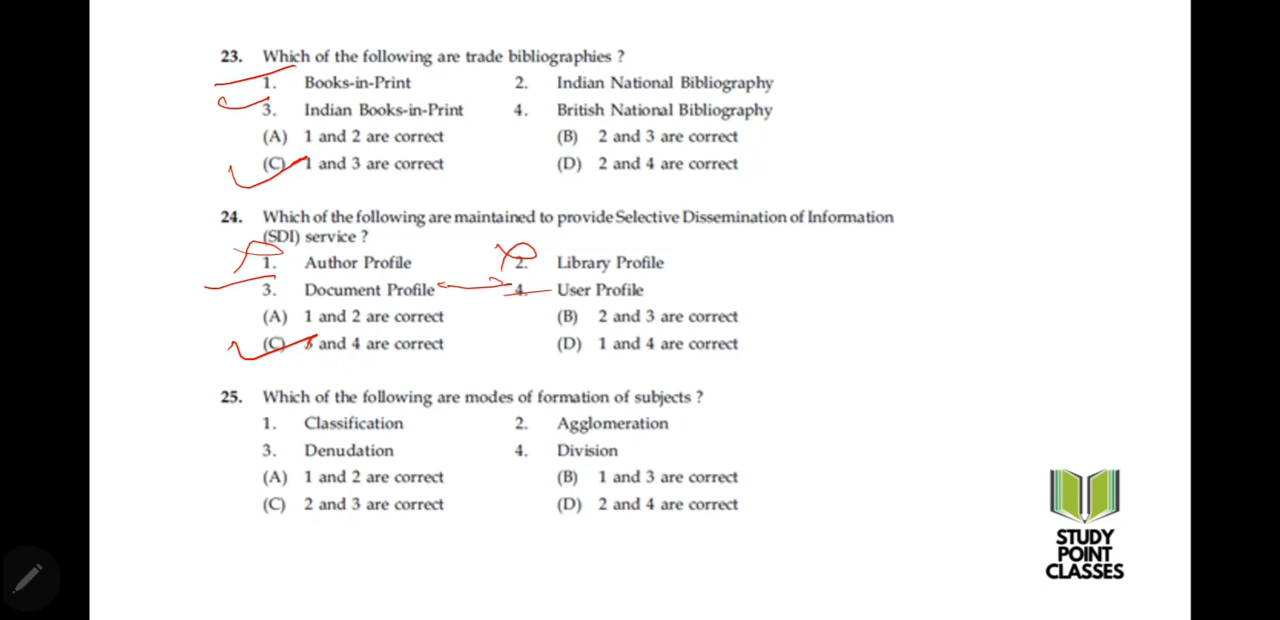 23. Which of the following are trade bibliographies ?
1. Books-in-Print 2. Indian National Bibliography
3. Indian Books-in-Print 4. British National Bibliography
(A) 1 and 2 are correct (B) 2 and 3 are correct
(C) 1 and 3 are correct (D) 2 and 4 are correct
24. Which of the following are maintained to provide Selective Dissemination of Information
(SDI) service ?
1. Author Profile 2. Library Profile
3. Document Profile 4. User Profile
(A) 1 and 2 are correct (B) 2 and 3 are correct
(C) 3 and 4 are correct (D) 1 and 4 are correct
25. Which of the following are modes of formation of subjects ?
1. Classification 2. Agglomeration
3. Denudation 4. Division
(A) 1 and 2 are correct (B) 1 and 3 are correct
(C) 2 and 3 are correct (D) 2 and 4 are correct
STUDY
POINT
CLASSES